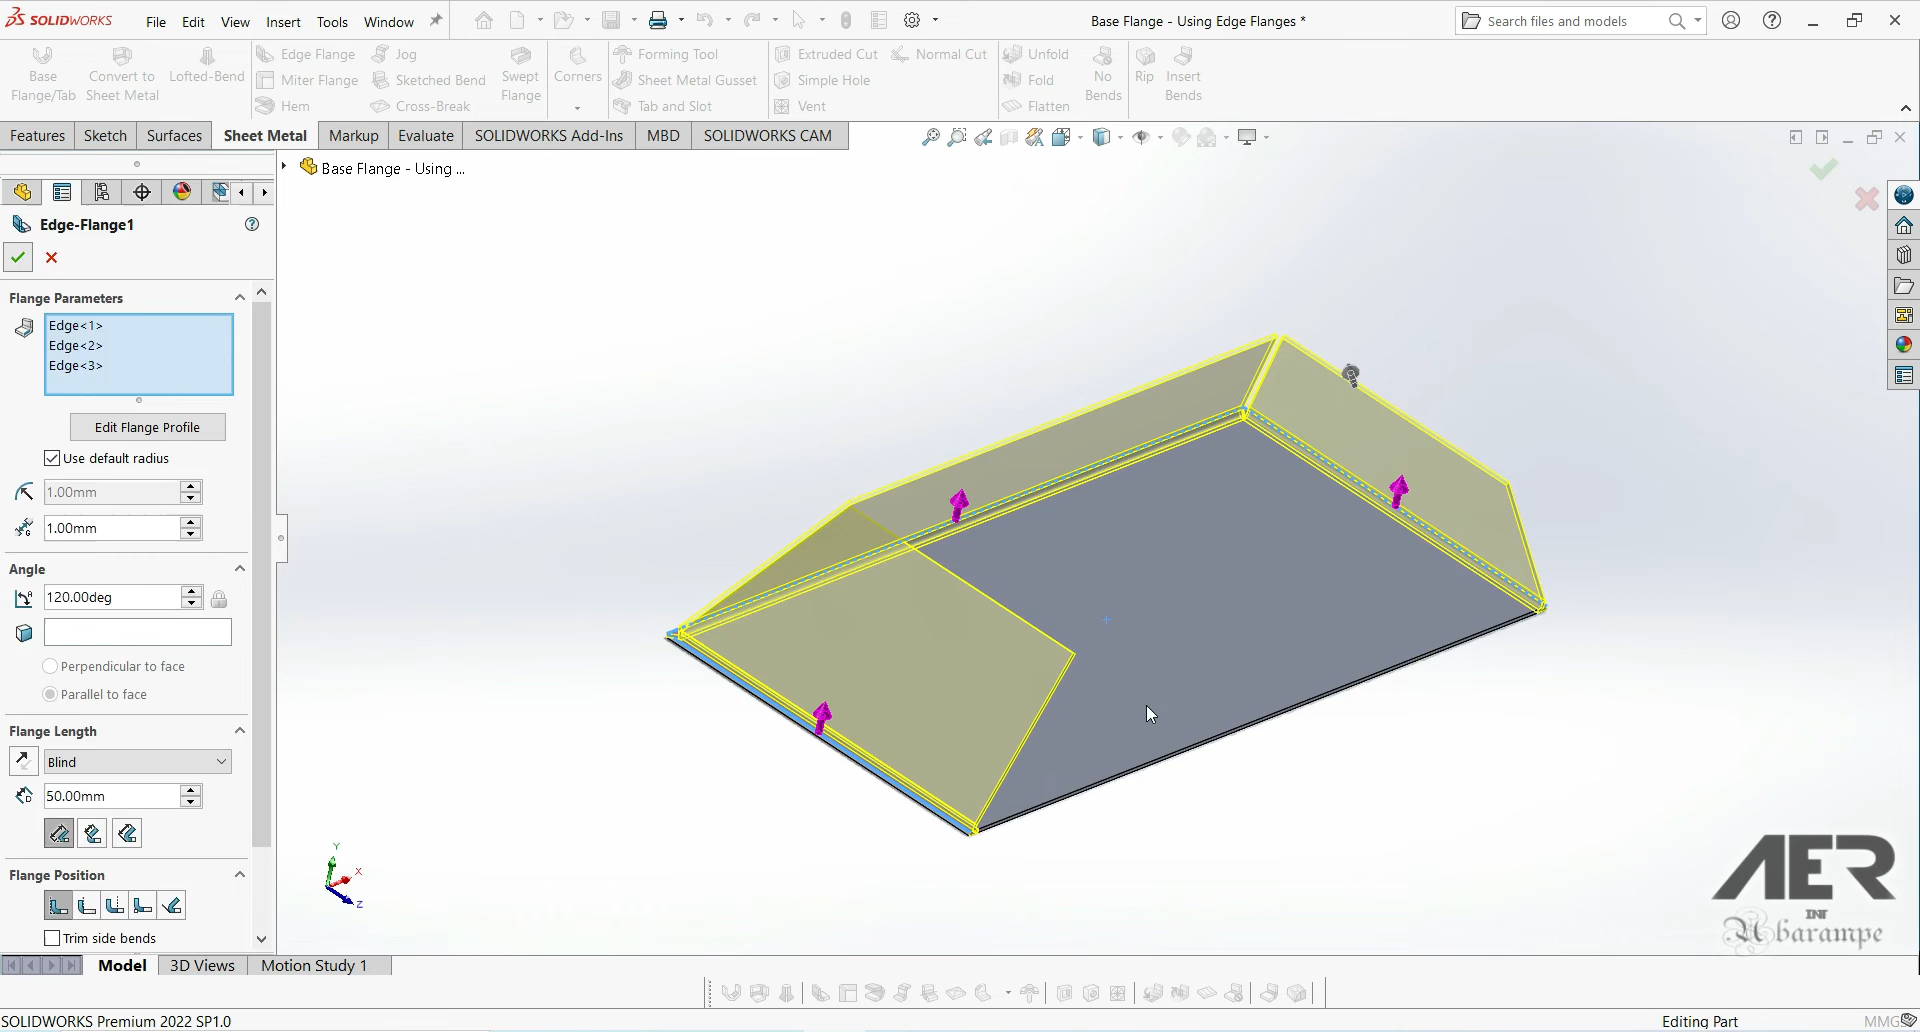 SOLIDWORKS
File Edit View Insert Tools Window
Base Flange - Using Edge Flanges *
Search files and models
Base Flange/Tab
Convert to Sheet Metal
Lofted-Bend
Edge Flange
Miter Flange
Hem
Jog
Sketched Bend
Cross-Break
Swept Flange
Corners
Forming Tool
Sheet Metal Gusset
Tab and Slot
Extruded Cut
Simple Hole
Vent
Normal Cut
Unfold
Fold
Flatten
No Bends
Rip
Insert Bends
Features Sketch Surfaces Sheet Metal Markup Evaluate SOLIDWORKS Add-Ins MBD SOLIDWORKS CAM
Base Flange - Using ...
Edge-Flange1
Flange Parameters
Edge<1>
Edge<2>
Edge<3>
Edit Flange Profile
Use default radius
1.00mm
1.00mm
Angle
120.00deg
Perpendicular to face
Parallel to face
Flange Length
Blind
50.00mm
Flange Position
Trim side bends
Y
X
Z
AER
INT
Abarampe
Model 3D Views Motion Study 1
SOLIDWORKS Premium 2022 SP1.0
Editing Part
MMGS